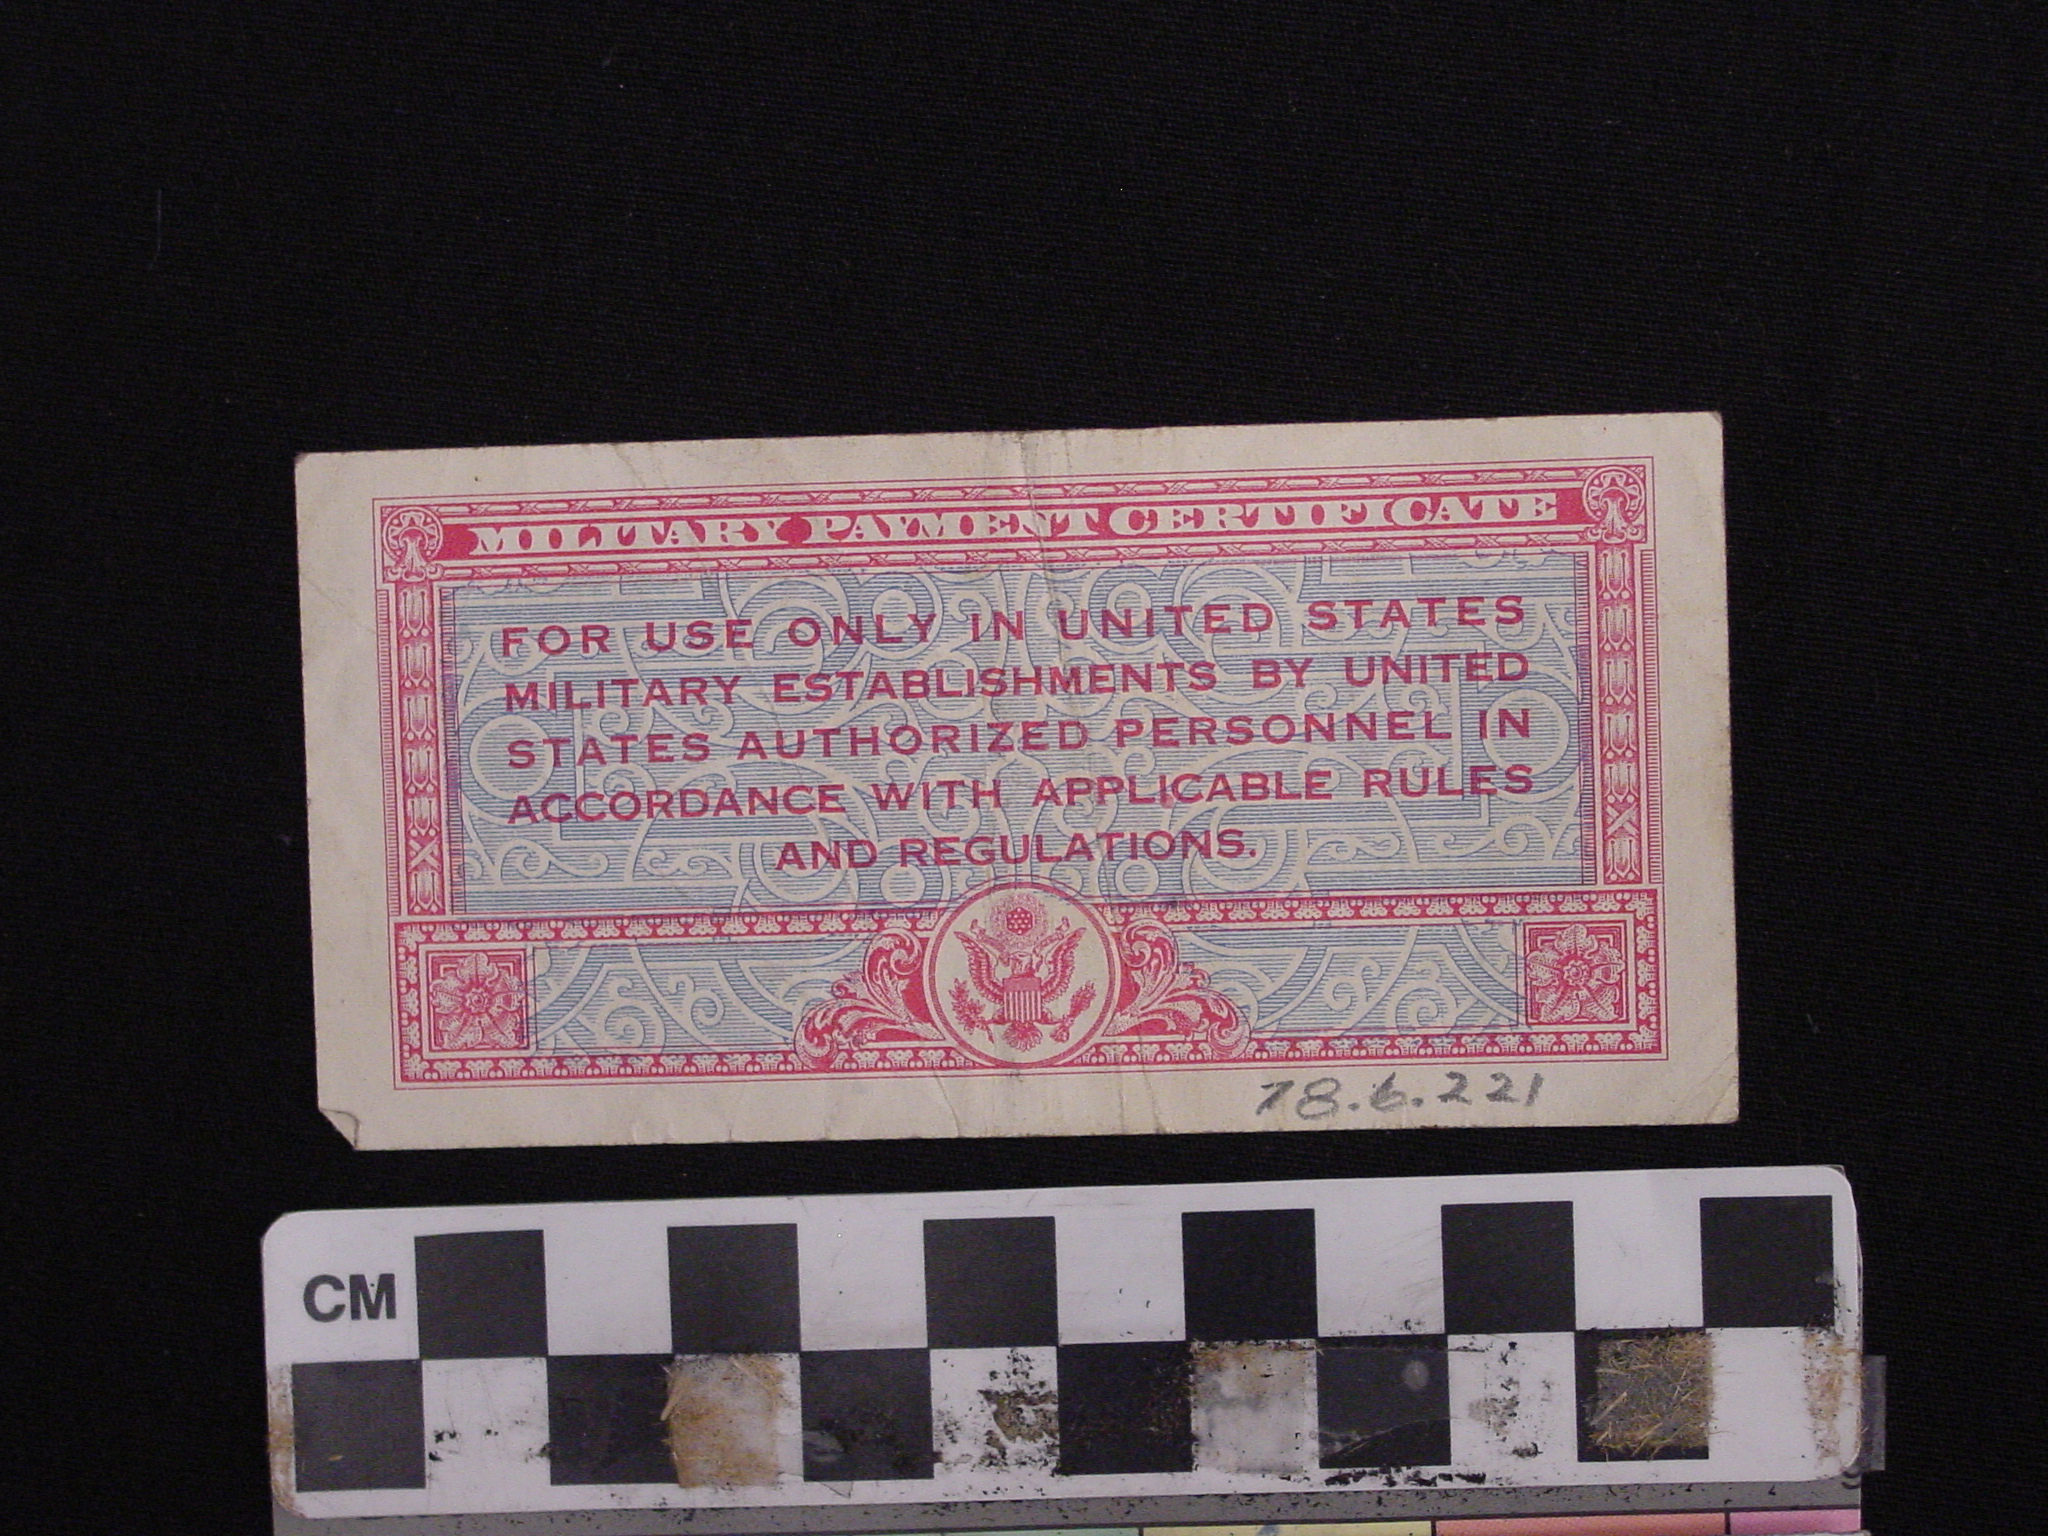 MILITARY PAYMENT CERTIFICATE
FOR USE ONLY IN UNITED STATES
MILITARY ESTABLISHMENTS BY UNITED
STATES AUTHORIZED PERSONNEL IN
ACCORDANCE WITH APPLICABLE RULES
AND REGULATIONS.
78.6.221
CM